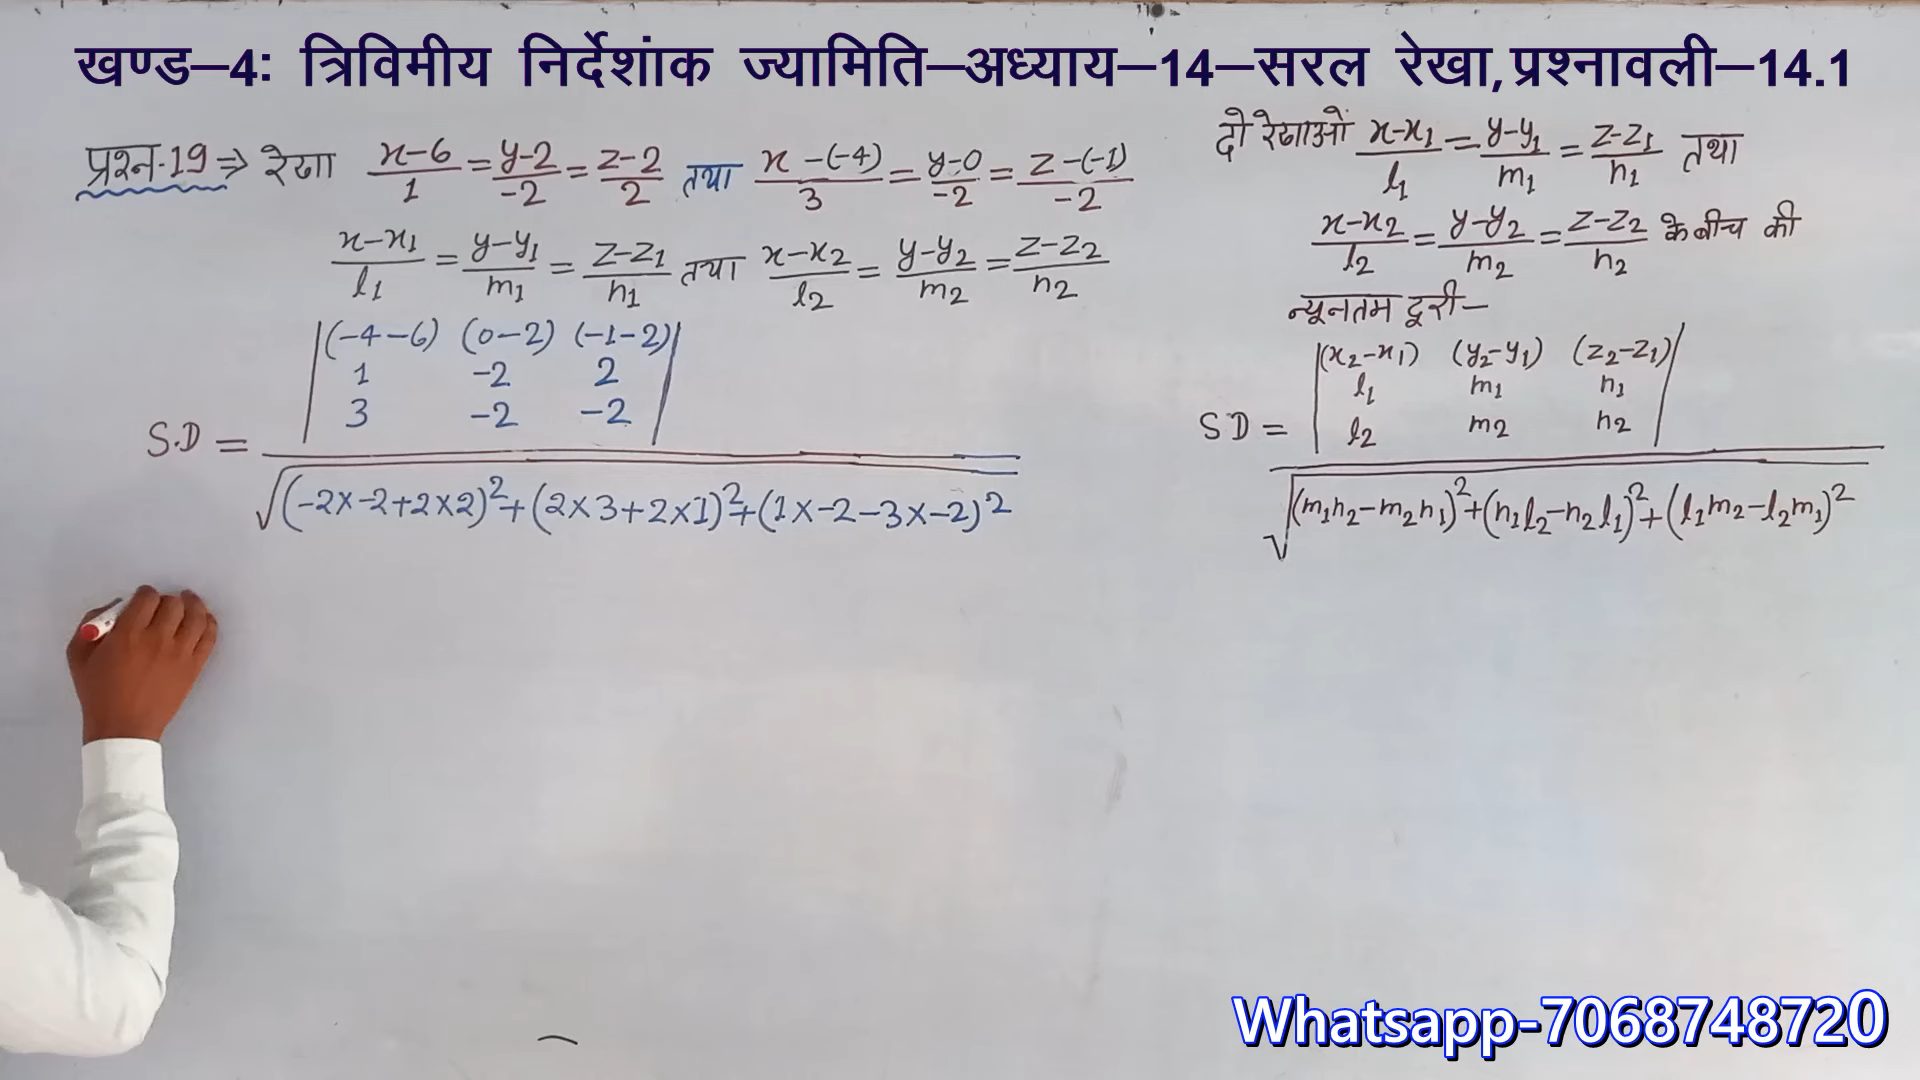 खण्ड–4: त्रिविमीय निर्देशांक ज्यामिति–अध्याय–14–सरल रेखा, प्रश्नावली–14.1
प्रश्न.19⇒ रेखा (x-6)/1 = (y-2)/-2 = (z-2)/2 तथा (x-(-4))/3 = (y-0)/-2 = (z-(-1))/-2
(x-x₁)/l₁ = (y-y₁)/m₁ = (z-z₁)/n₁ तथा (x-x₂)/l₂ = (y-y₂)/m₂ = (z-z₂)/n₂
|(-4-6) (0-2) (-1-2)|
1 -2 2
3 -2 -2
S.D =
√(-2×-2+2×2)²+(2×3+2×1)²+(1×-2-3×-2)²
दो रेखाओं (x-x₁)/l₁ = (y-y₁)/m₁ = (z-z₁)/n₁ तथा
(x-x₂)/l₂ = (y-y₂)/m₂ = (z-z₂)/n₂ के बीच की
न्यूनतम दूरी–
|(x₂-x₁) (y₂-y₁) (z₂-z₁)|
l₁ m₁ n₁
l₂ m₂ n₂
SD =
√(m₁n₂-m₂n₁)²+(n₁l₂-n₂l₁)²+(l₁m₂-l₂m₁)²
Whatsapp-7068748720